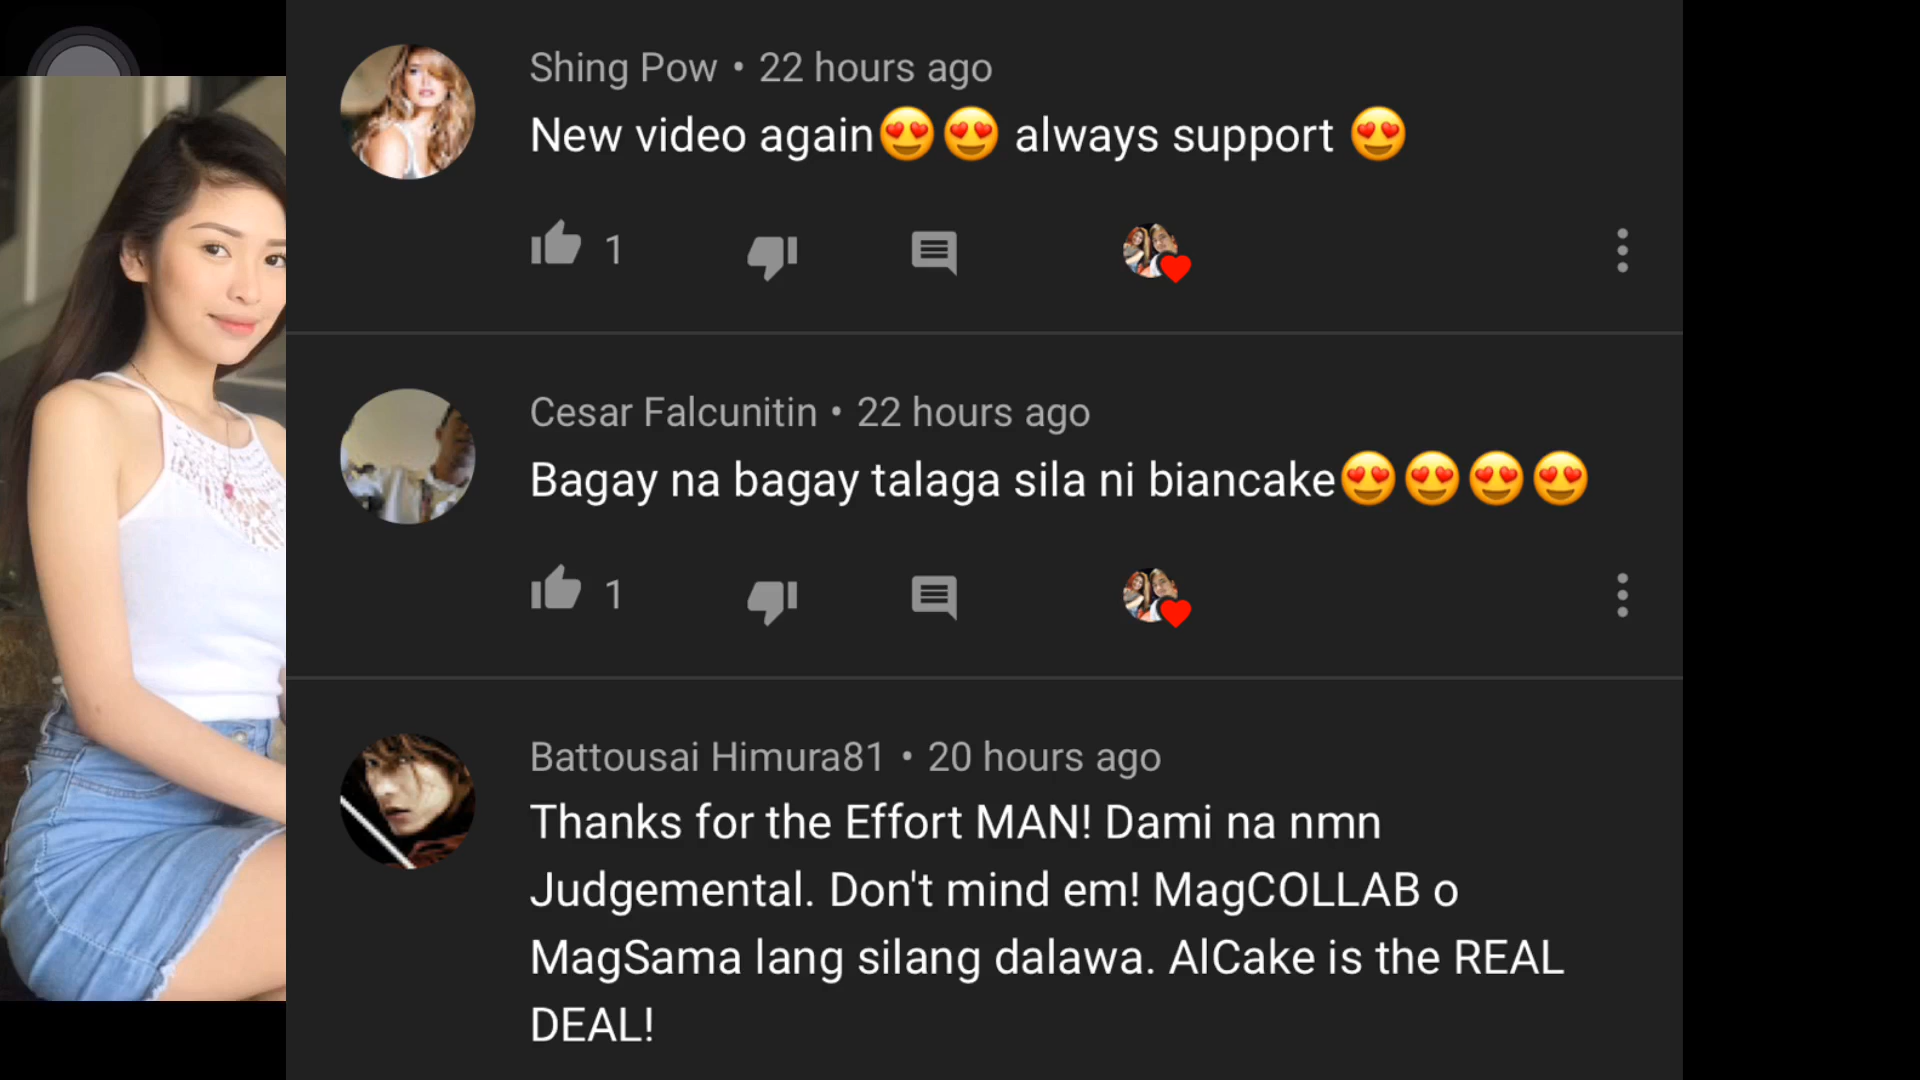 Shing Pow • 22 hours ago
New video again😍😍 always support 😍
1
Cesar Falcunitin • 22 hours ago
Bagay na bagay talaga sila ni biancake😍😍😍😍
1
Battousai Himura81 • 20 hours ago
Thanks for the Effort MAN! Dami na nmn
Judgemental. Don't mind em! MagCOLLAB o
MagSama lang silang dalawa. AlCake is the REAL
DEAL!